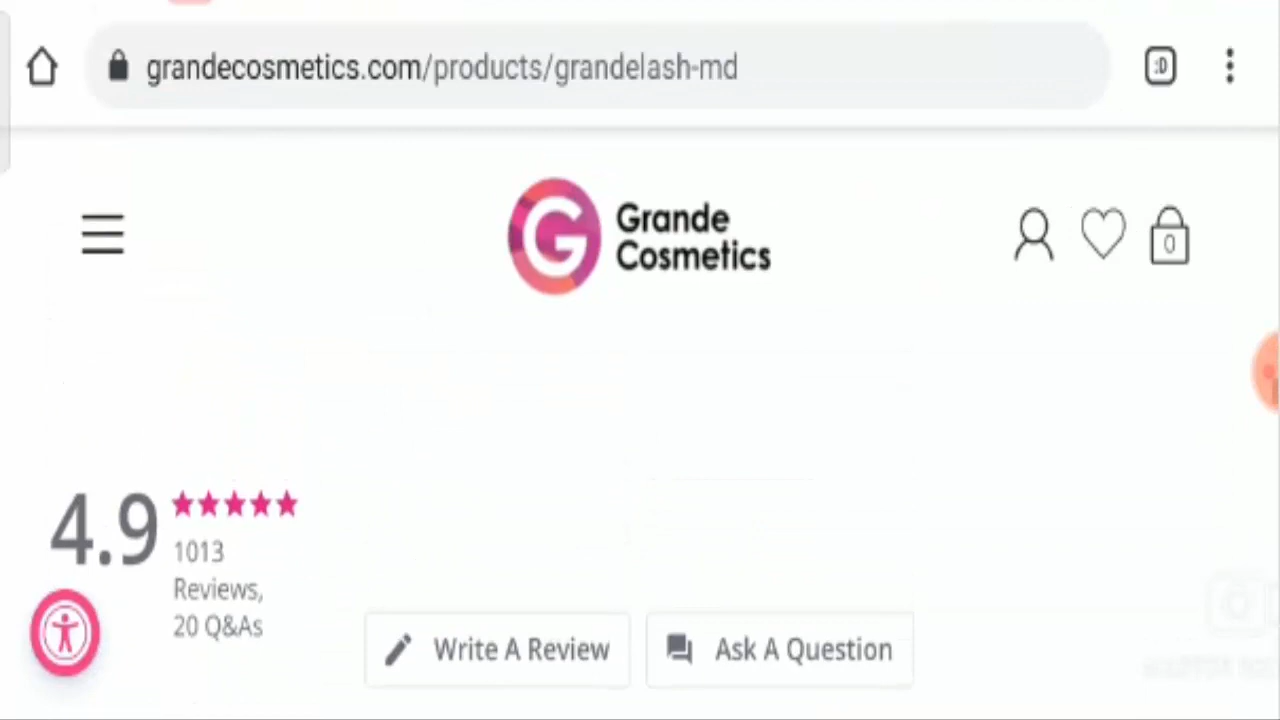 grandecosmetics.com/products/grandelash-md
:D
Grande
Cosmetics
0
4.9
1013
Reviews,
20 Q&As
Write A Review
Ask A Question